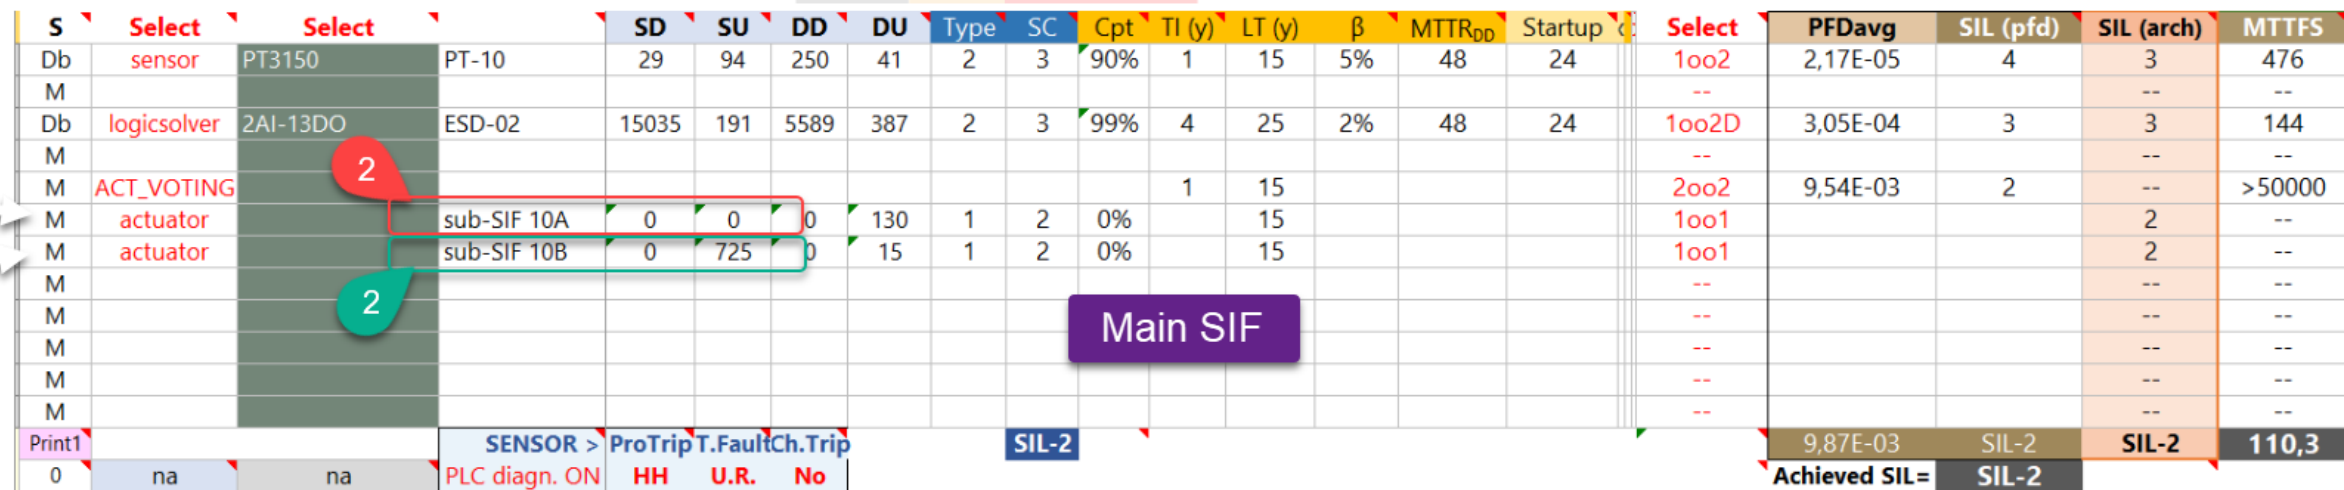 S Select Select SD SU DD DU Type SC Cpt TI (y) LT (y) β MTTRDD Startup Select PFDavg SIL (pfd) SIL (arch) MTTFS
Db sensor PT3150 PT-10 29 94 250 41 2 3 90% 1 15 5% 48 24 1oo2 2,17E-05 4 3 476
M -- -- --
Db logicsolver 2AI-13DO ESD-02 15035 191 5589 387 2 3 99% 4 25 2% 48 24 1oo2D 3,05E-04 3 3 144
M -- -- --
2
M ACT_VOTING 1 15 2oo2 9,54E-03 2 -- >50000
M actuator sub-SIF 10A 0 0 0 130 1 2 0% 15 1oo1 2 --
M actuator sub-SIF 10B 0 725 0 15 1 2 0% 15 1oo1 2 --
M -- -- --
2
M -- -- --
Main SIF
M -- -- --
M -- -- --
M -- -- --
Print1 SENSOR > ProTrip T.Fault Ch.Trip SIL-2 9,87E-03 SIL-2 SIL-2 110,3
0 na na PLC diagn. ON HH U.R. No Achieved SIL= SIL-2